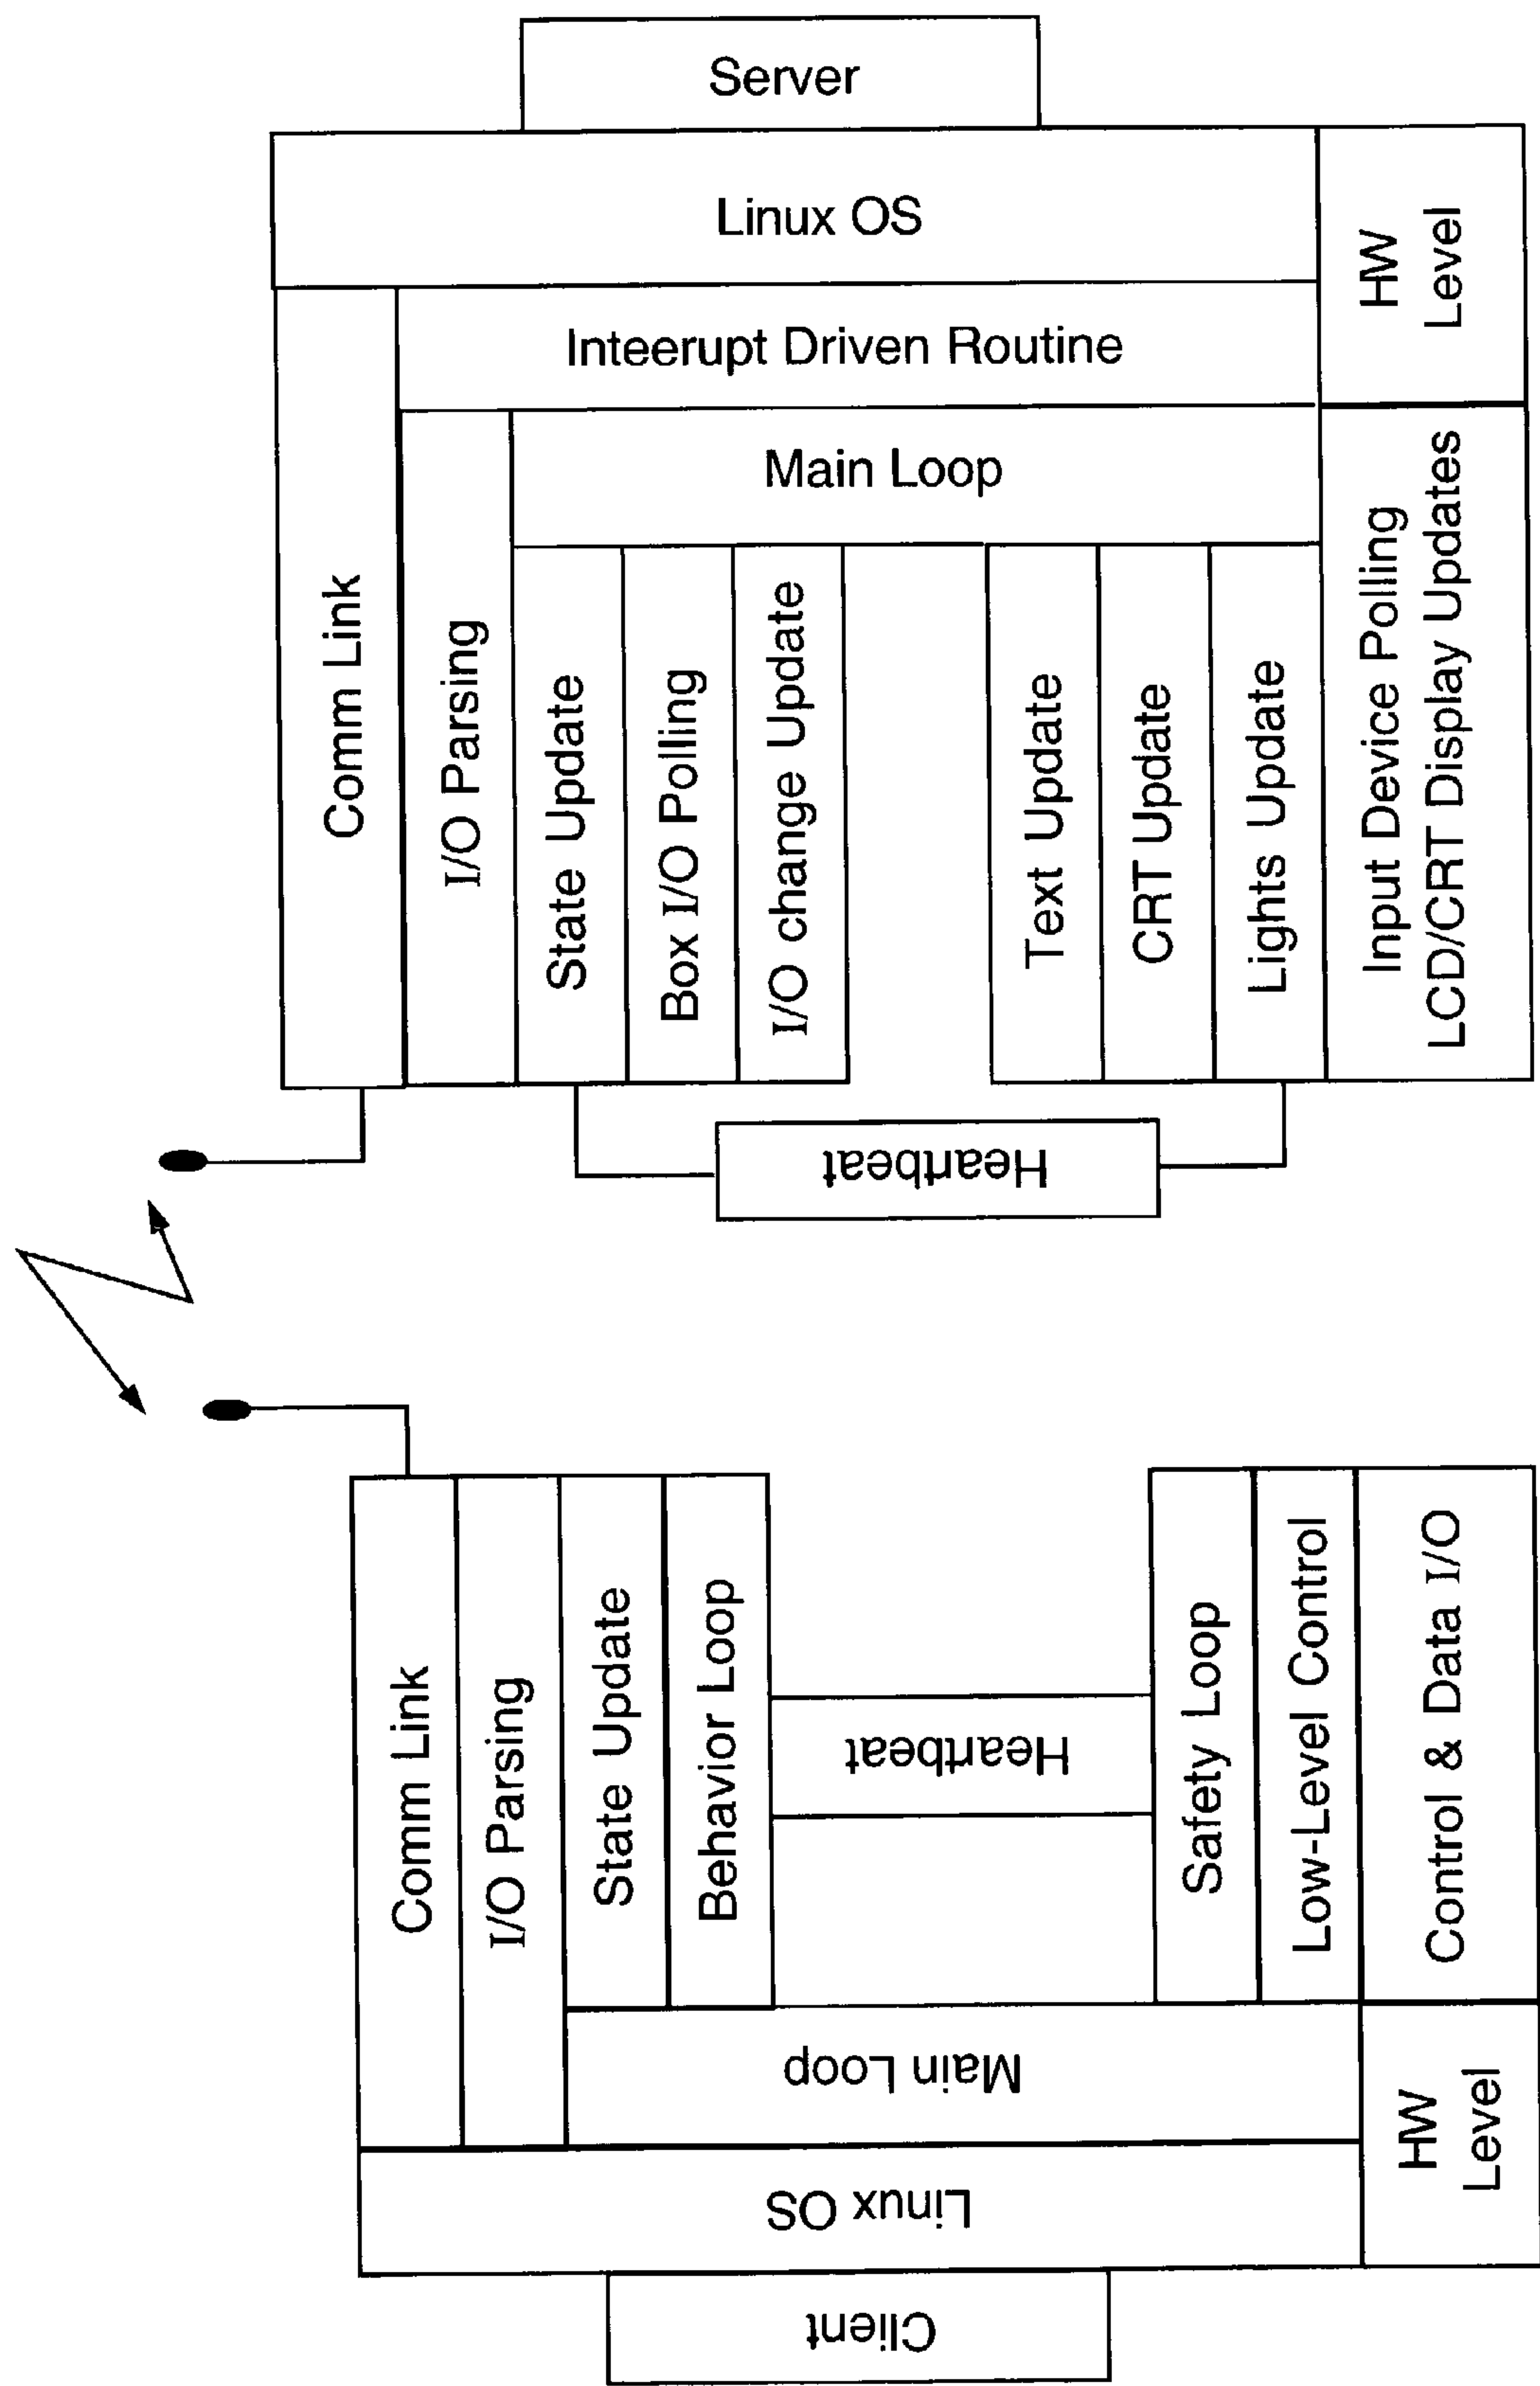 Server
Linux OS
Inteerupt Driven Routine
Main Loop
HW
Level
Comm Link
I/O Parsing
State Update
Box I/O Polling
I/O change Update
Text Update
CRT Update
Lights Update
Input Device Polling
LCD/CRT Display Updates
Heartbeat
Comm Link
I/O Parsing
State Update
Behavior Loop
Heartbeat
Safety Loop
Low-Level Control
Control & Data I/O
Main Loop
HW
Level
Linux OS
Client